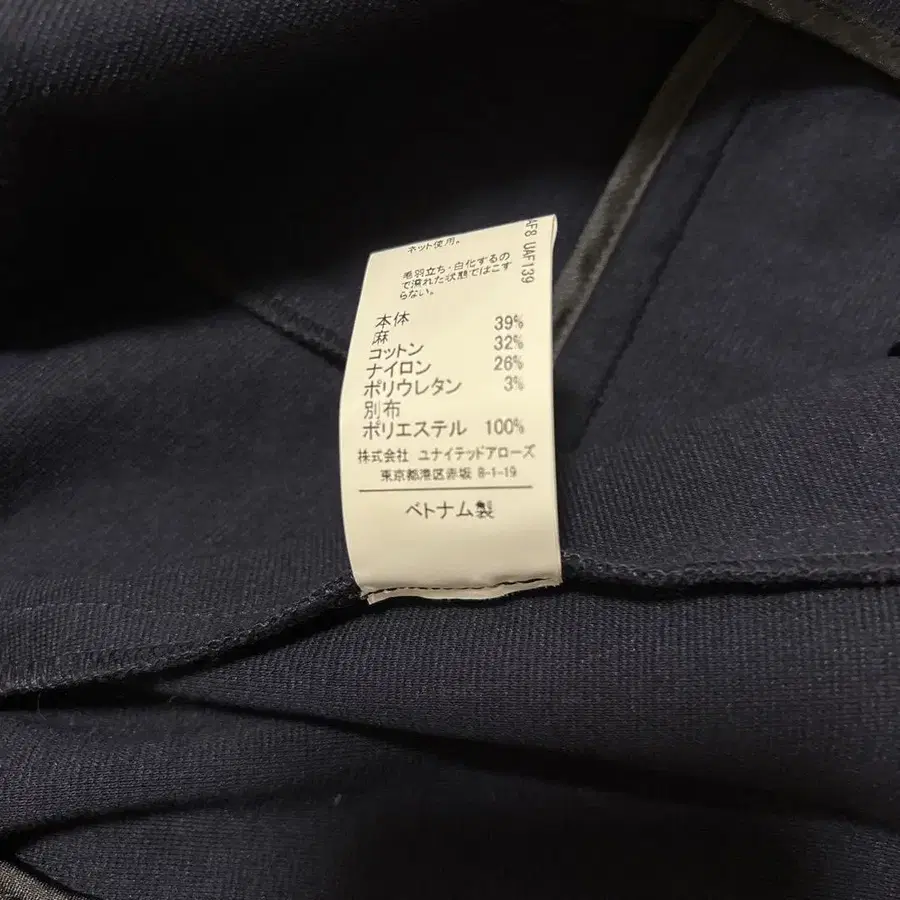 ネット使用。
毛羽立ち・白化するの
で濡れた状態ではこす
らない。
本体
麻 39%
コットン 32%
ナイロン 26%
ポリウレタン 3%
別布
ポリエステル 100%
株式会社 ユナイテッドアローズ
東京都港区赤坂 8-1-19
ベトナム製
UAF139